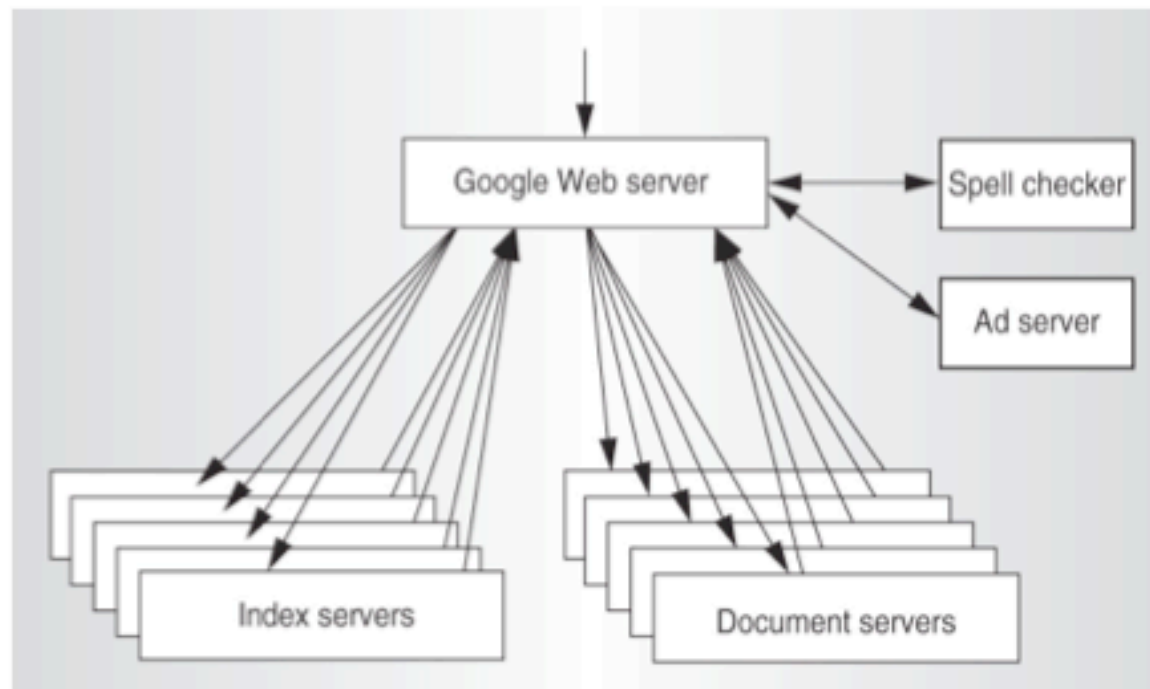 Google Web server
Spell checker
Ad server
Index servers
Document servers